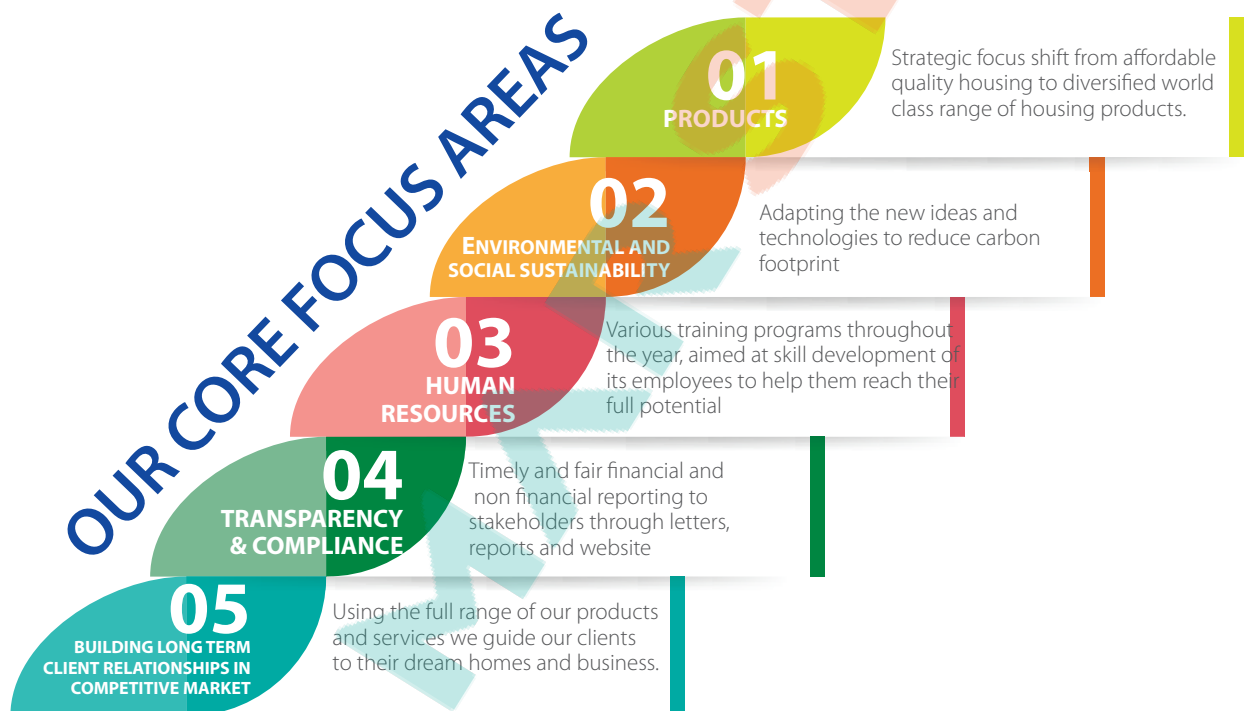 OUR CORE FOCUS AREAS
01
PRODUCTS
Strategic focus shift from affordable
quality housing to diversified world
class range of housing products.
02
ENVIRONMENTAL AND
SOCIAL SUSTAINABILITY
Adapting the new ideas and
technologies to reduce carbon
footprint
03
HUMAN
RESOURCES
Various training programs throughout
the year, aimed at skill development of
its employees to help them reach their
full potential
04
TRANSPARENCY
& COMPLIANCE
Timely and fair financial and
non financial reporting to
stakeholders through letters,
reports and website
05
BUILDING LONG TERM
CLIENT RELATIONSHIPS IN
COMPETITIVE MARKET
Using the full range of our products
and services we guide our clients
to their dream homes and business.